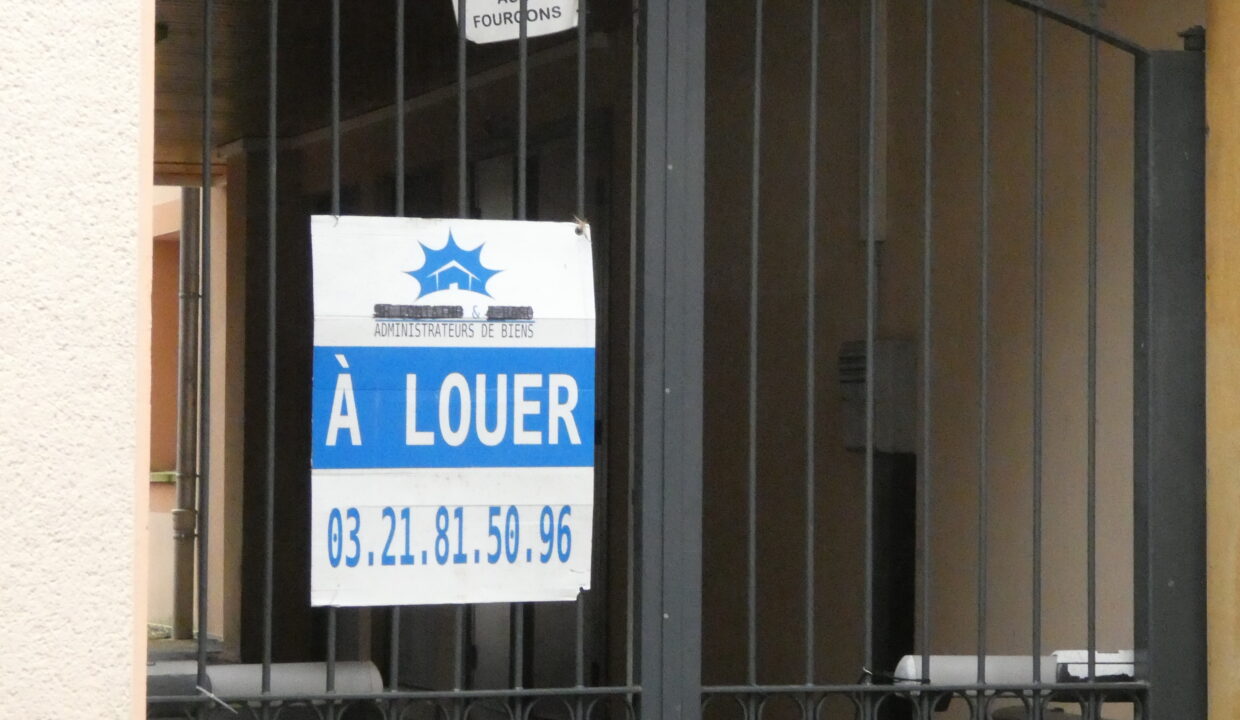 FOURGONS
&
ADMINISTRATEURS DE BIENS
À LOUER
03.21.81.50.96